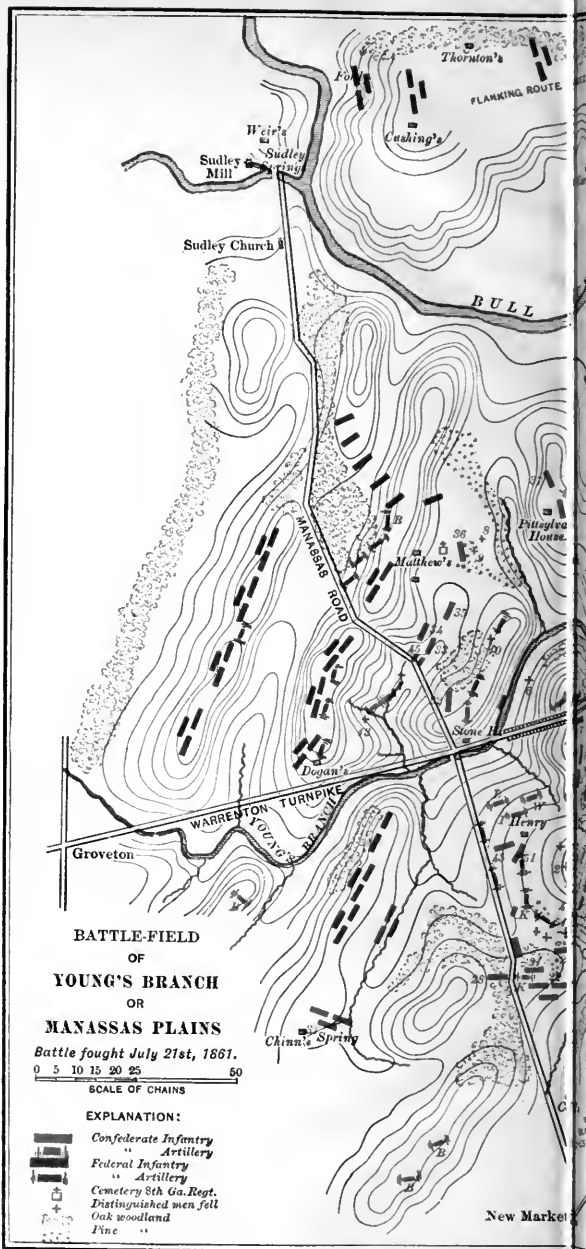 Thornton's
FLANKING ROUTE
Cushing's
Weir's
Sudley
Mill
Sudley
Spring
Sudley Church
BULL
B
36
Matthew's
House
MANASSAS ROAD
Stone
Dogan's
WARRENTON TURNPIKE
YOUNG'S BRANCH
Groveton
Henry
Chinn's Spring
28
BATTLE-FIELD
OF
YOUNG'S BRANCH
OR
MANASSAS PLAINS
Battle fought July 21st, 1861.
0 5 10 15 20 25 50
SCALE OF CHAINS
EXPLANATION:
Confederate Infantry
" Artillery
Federal Infantry
" Artillery
Cemetery 8th Ga. Regt.
Distinguished men fell
Oak woodland
Pine "
B
New Market